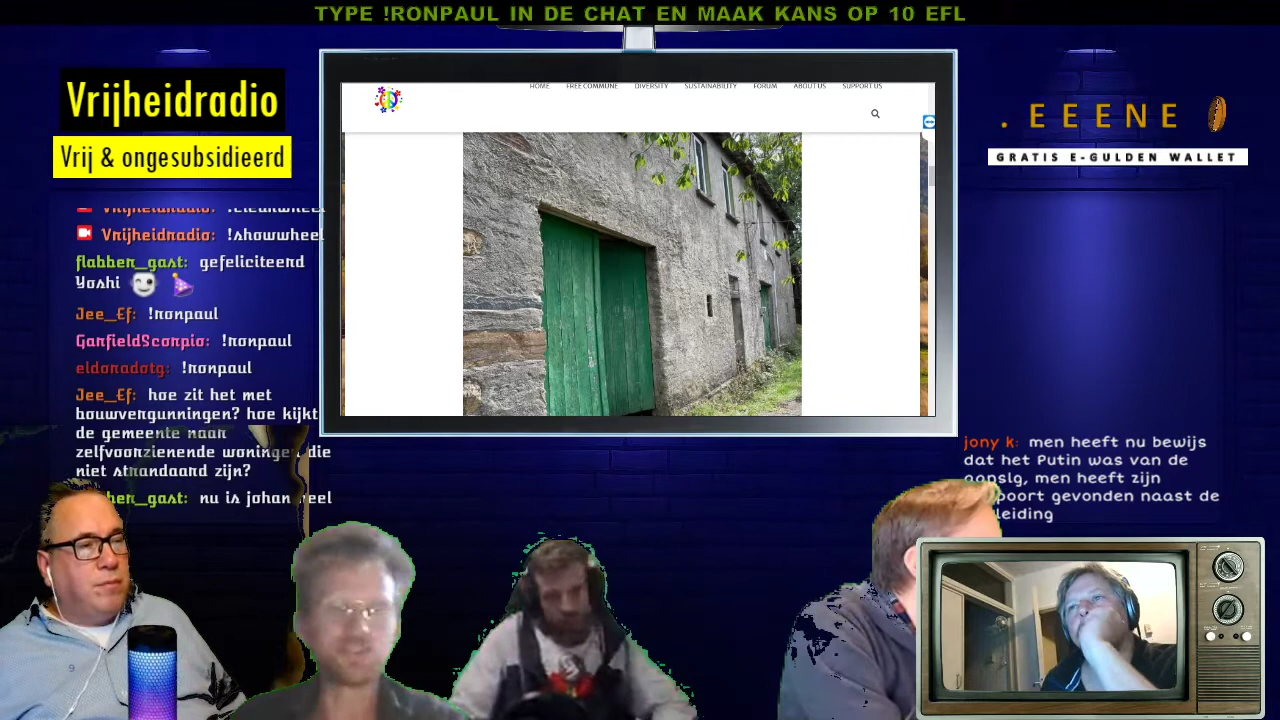 TYPE !RONPAUL IN DE CHAT EN MAAK KANS OP 10 EFL
Vrijheidradio
Vrij & ongesubsidieerd
HOME FREE COMMUNE DIVERSITY SUSTAINABILITY FORUM ABOUT US SUPPORT US
. E E E N E
GRATIS E-GULDEN WALLET
Vrijheidradio:
Vrijheidradio: !showwheel
flabber_gast: gefeliciteerd
Yoshi
Jee_Ef: !ronpaul
GarfieldScorpio: !ronpaul
eldoradotg: !ronpaul
Jee_Ef: hoe zit het met
bouwvergunningen? hoe kijkt
de gemeente naar
zelfvoorzienende woningen die
niet strandaard zijn?
nu is johan
jony k: men heeft nu bewijs
dat het Putin was van de
men heeft zijn
gevonden naast de